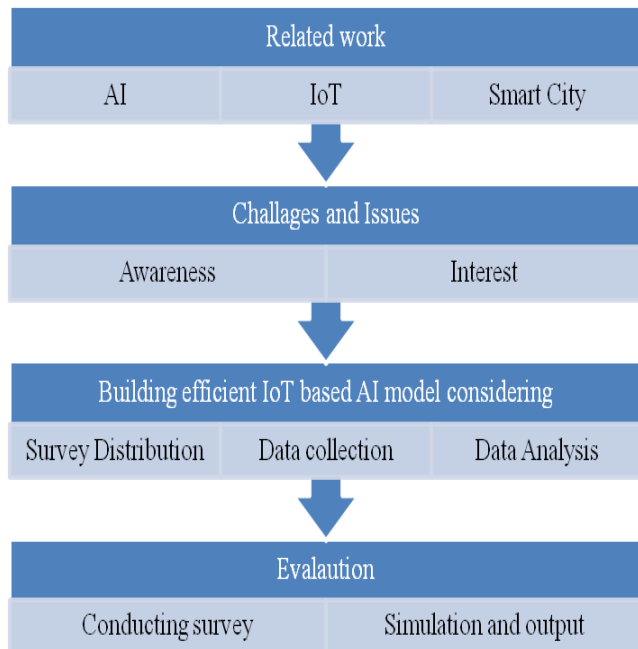 Related work
AI IoT Smart City
Challages and Issues
Awareness Interest
Building efficient IoT based AI model considering
Survey Distribution Data collection Data Analysis
Evalaution
Conducting survey Simulation and output